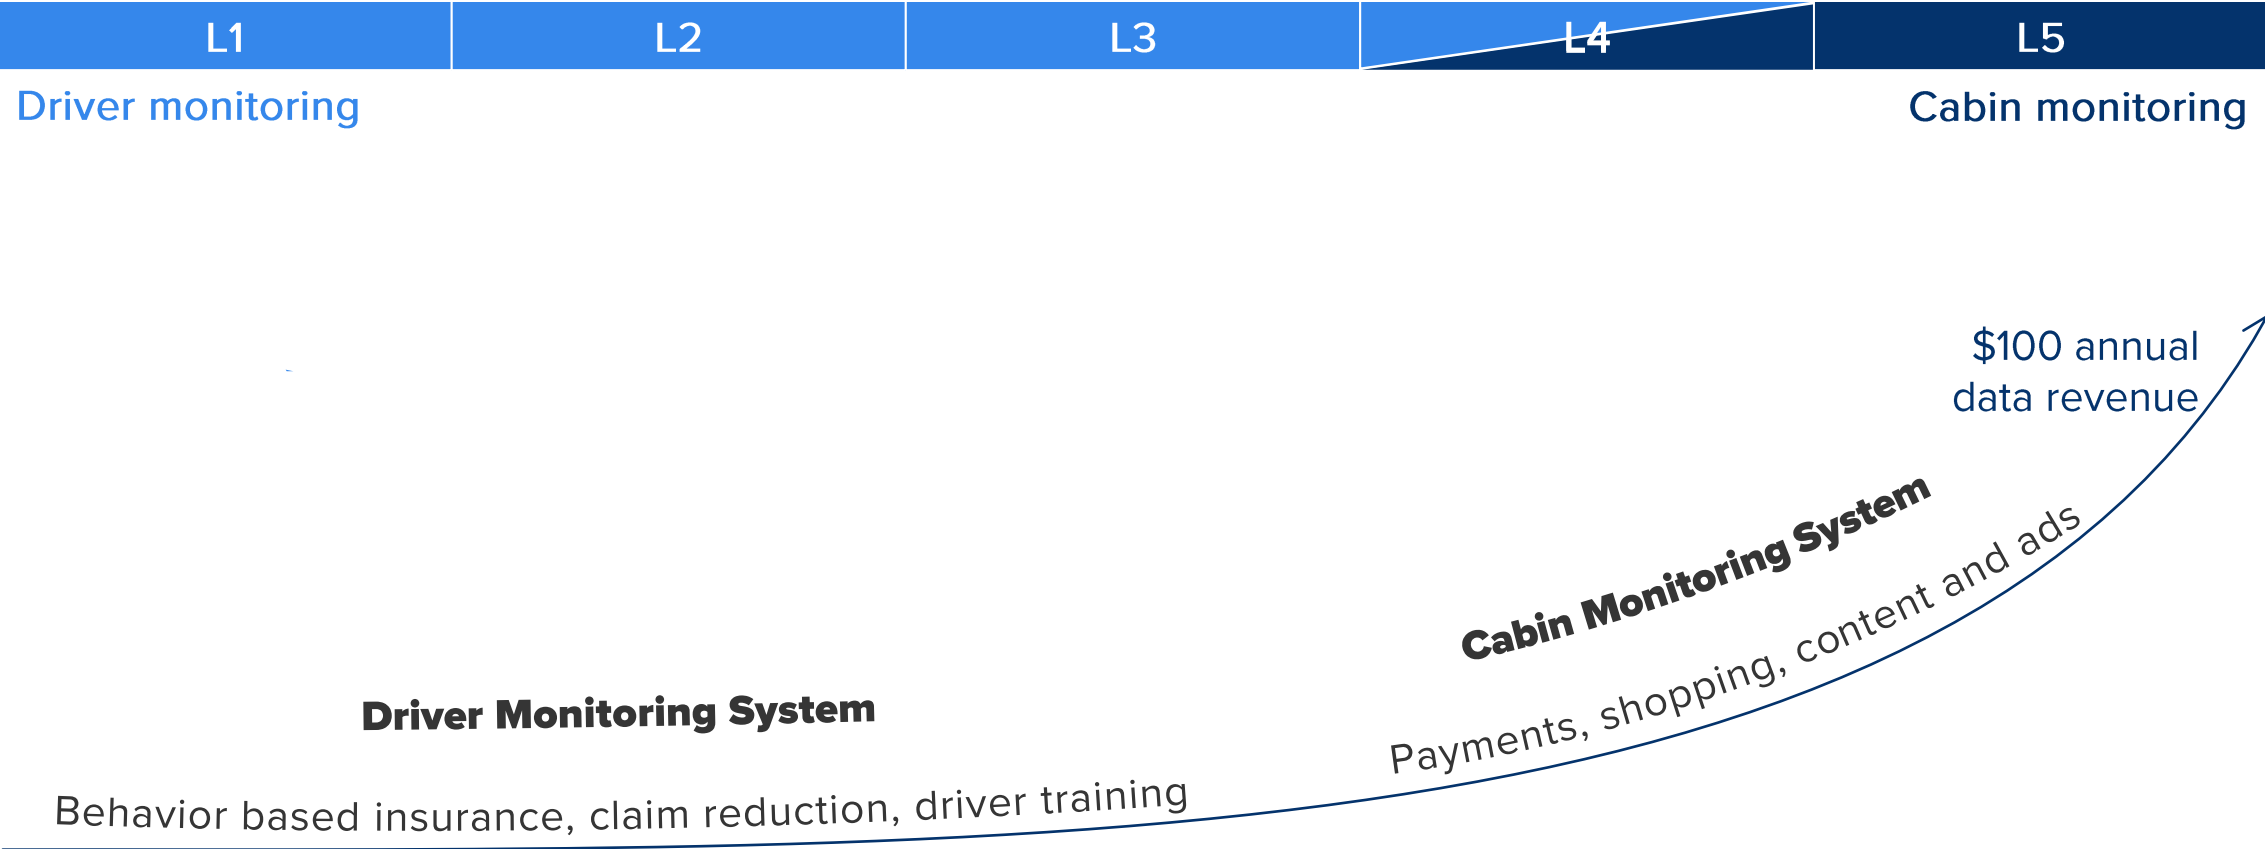 L1
L2
L3
L4
L5
Driver monitoring
Cabin monitoring
$100 annual
data revenue
Cabin Monitoring System
Payments, shopping, content and ads
Driver Monitoring System
Behavior based insurance, claim reduction, driver training